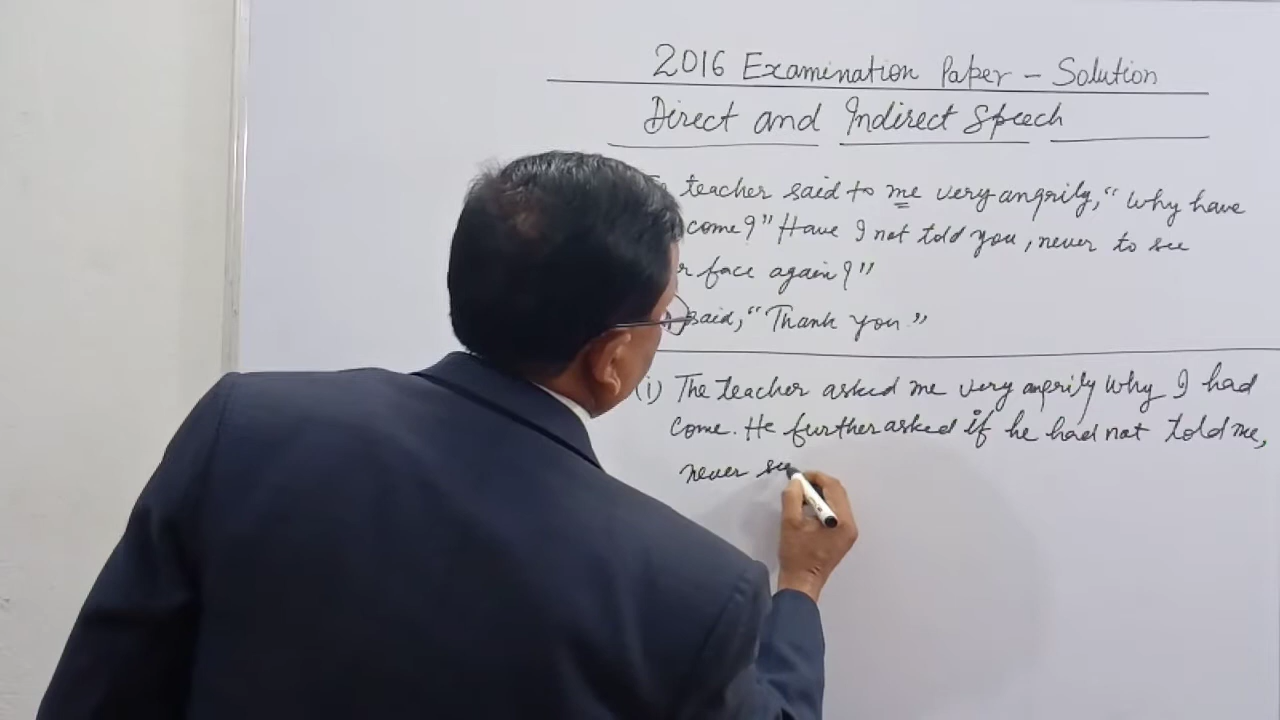 2016 Examination Paper - Solution
Direct and Indirect Speech
teacher said to me very angrily, "Why have
come?" Have I not told you, never to see
face again?"
said, "Thank you."
(i) The teacher asked me very angrily why I had
come. He further asked if he had not told me,
never see